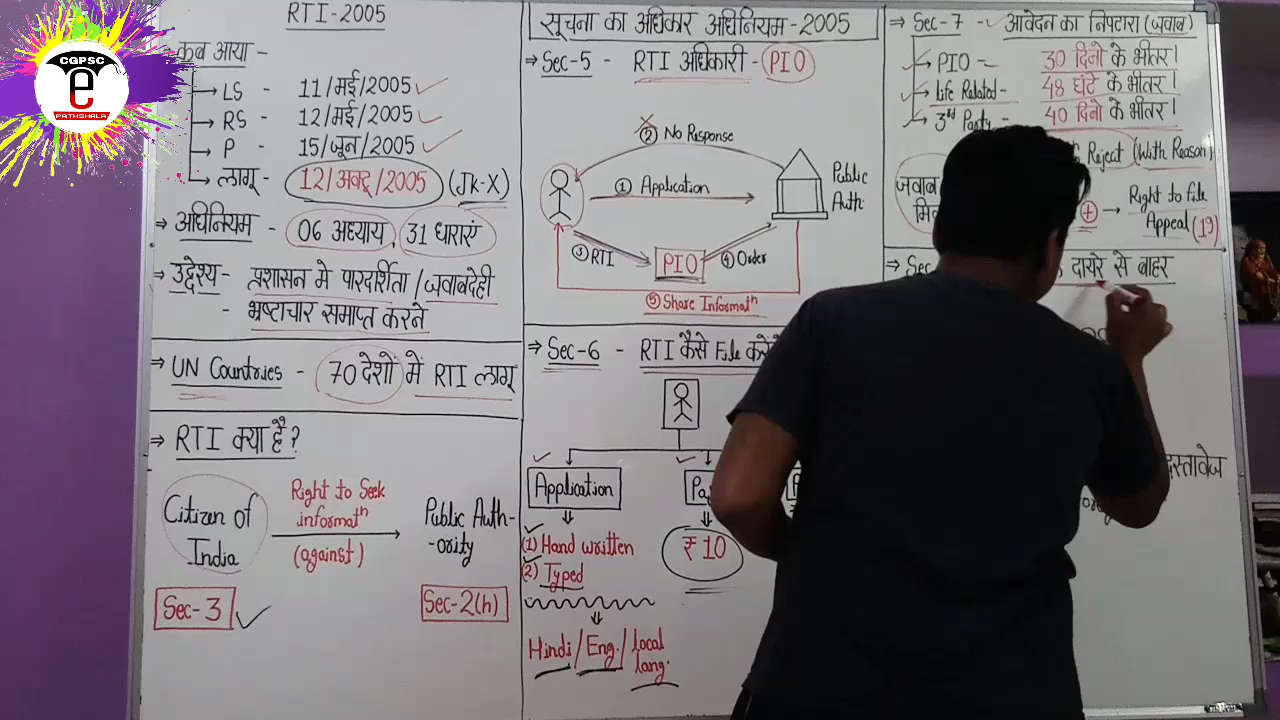 CGPSC
e
PATHSHALA
RTI-2005
कब आया -
LS - 11/मई/2005
RS - 12/मई/2005
P - 15/जून/2005
लागू - 12/अक्टू/2005 (JK-X)
⇒ अधिनियम - 06 अध्याय, 31 धाराएं
⇒ उद्देश्य - प्रशासन मे पारदर्शिता/जवाबदेही
- भ्रष्टाचार समाप्त करने
⇒ UN Countries - 70 देशों में RTI लागू
⇒ RTI क्या है?
Citizen of
India
Right to Seek
informatn
(against)
Public Auth-
-ority
Sec-3
Sec-2(h)
सूचना का अधिकार अधिनियम - 2005
⇒ Sec-5 - RTI अधिकारी - PIO
② No Response
① Application
Public
Auth:
③ RTI
PIO
④ Order
⑤ Share Informatn
⇒ Sec-6 - RTI कैसे File करेंगे
Application
₹10
(1) Hand written
(2) Typed
Hindi/Eng./local
lang.
⇒ Sec-7 - आवेदन का निपटारा (जवाब)
PIO - 30 दिनो के भीतर।
life Related - 48 घंटे के भीतर।
3rd Party - 40 दिनो के भीतर।
Reject (With Reason)
जवाब
+ → Right to File
Appeal (19)
⇒ Sec
दायरे से बाहर
दस्तावेज